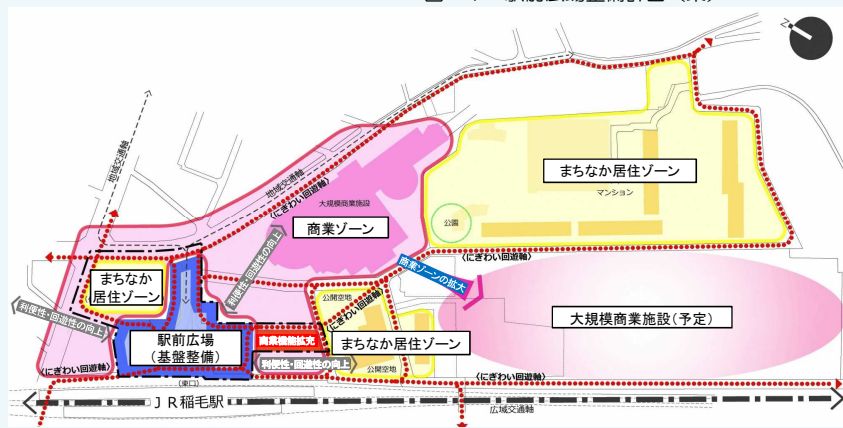 Z
地域交通軸
地域交通軸
〈にぎわい回遊軸〉
まちなか居住ゾーン
マンション
大規模商業施設
商業ゾーン
公園
〈にぎわい回遊軸〉
商業ゾーンの拡大
利便性・回遊性の向上
まちなか
居住ゾーン
公開空地
〈にぎわい回遊軸〉
大規模商業施設(予定)
利便性・回遊性の向上
駅前広場
(基盤整備)
商業機能拡充
まちなか居住ゾーン
利便性・回遊性の向上
公開空地
〈にぎわい回遊軸〉
〈にぎわい回遊軸〉
(東口)
JR稲毛駅
広域交通軸